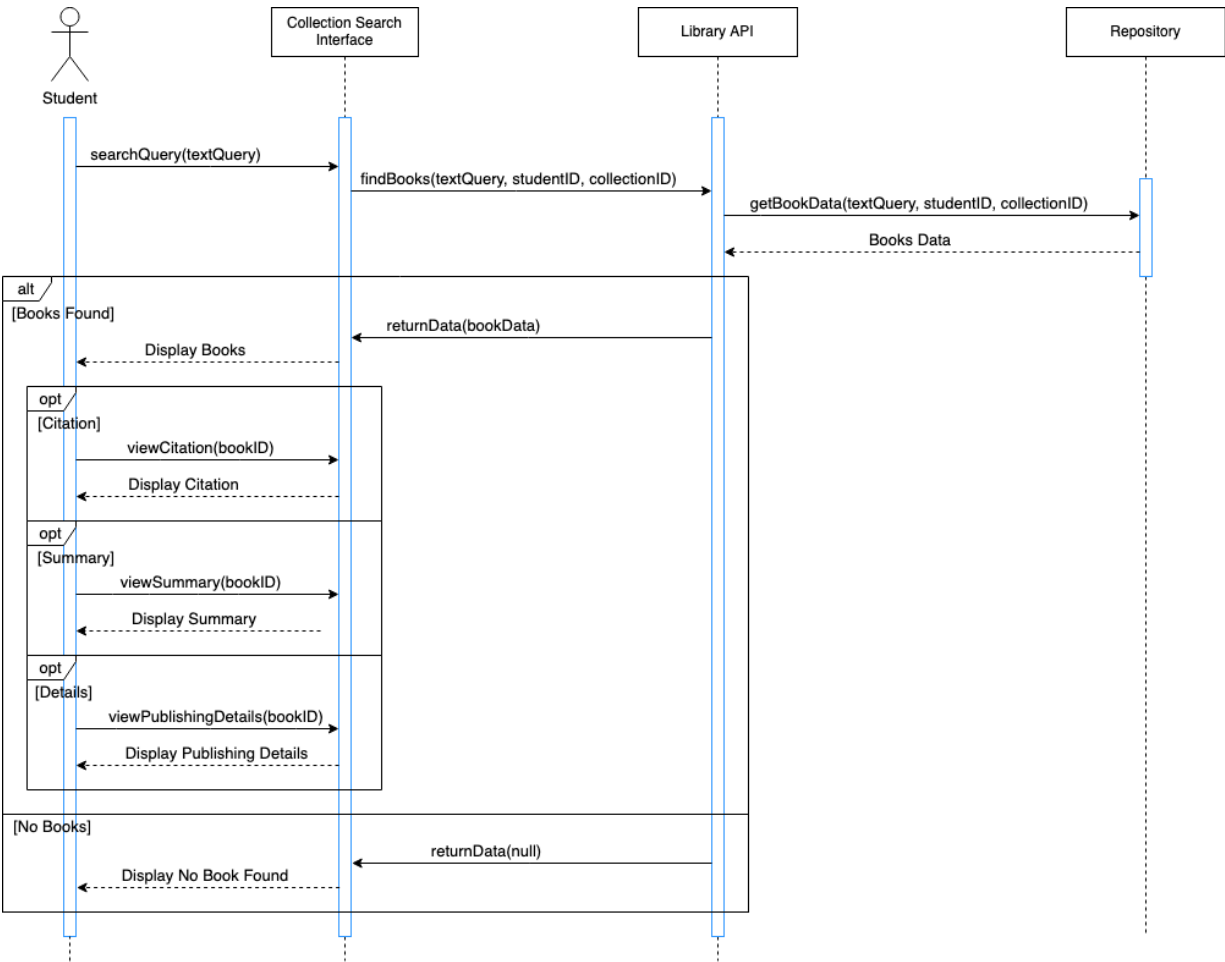 Collection Search
Interface
Library API
Repository
Student
searchQuery(textQuery)
findBooks(textQuery, studentID, collectionID)
getBookData(textQuery, studentID, collectionID)
Books Data
alt
[Books Found]
returnData(bookData)
Display Books
opt
[Citation]
viewCitation(bookID)
Display Citation
opt
[Summary]
viewSummary(bookID)
Display Summary
opt
[Details]
viewPublishingDetails(bookID)
Display Publishing Details
[No Books]
returnData(null)
Display No Book Found